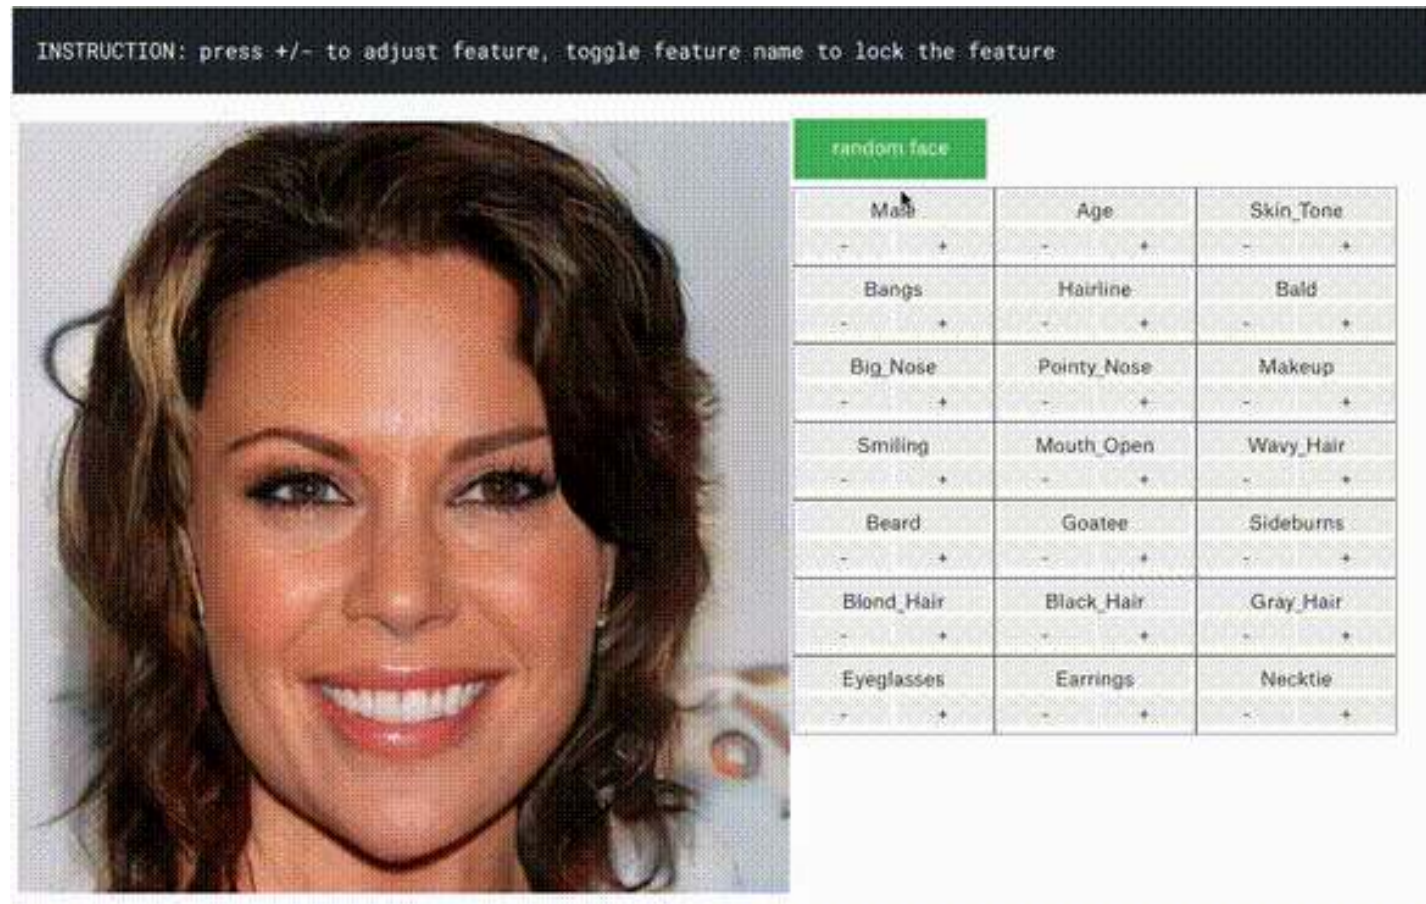 INSTRUCTION: press +/- to adjust feature, toggle feature name to lock the feature
random face
Male Age Skin_Tone
- + - + - +
Bangs Hairline Bald
- + - + - +
Big_Nose Pointy_Nose Makeup
- + - + - +
Smiling Mouth_Open Wavy_Hair
- + - + - +
Beard Goatee Sideburns
- + - + - +
Blond_Hair Black_Hair Gray_Hair
- + - + - +
Eyeglasses Earrings Necktie
- + - + - +